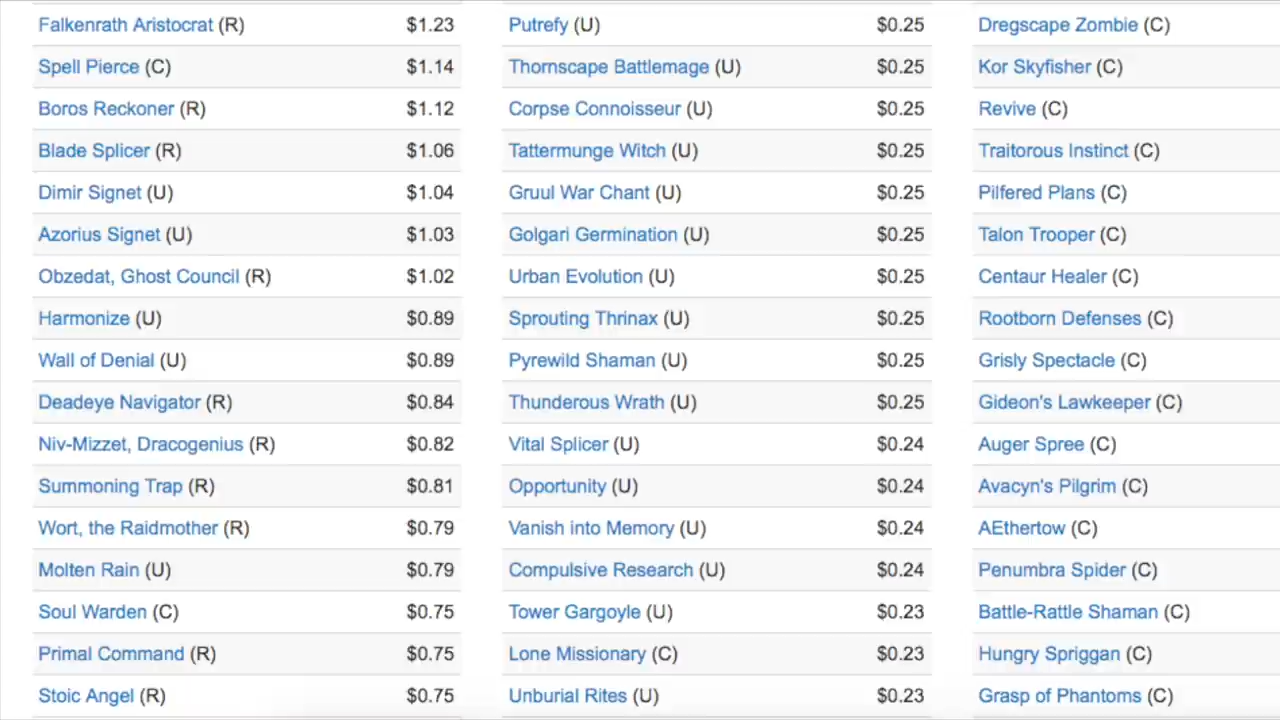 Falkenrath Aristocrat (R) $1.23 Putrefy (U) $0.25 Dregscape Zombie (C)
Spell Pierce (C) $1.14 Thornscape Battlemage (U) $0.25 Kor Skyfisher (C)
Boros Reckoner (R) $1.12 Corpse Connoisseur (U) $0.25 Revive (C)
Blade Splicer (R) $1.06 Tattermunge Witch (U) $0.25 Traitorous Instinct (C)
Dimir Signet (U) $1.04 Gruul War Chant (U) $0.25 Pilfered Plans (C)
Azorius Signet (U) $1.03 Golgari Germination (U) $0.25 Talon Trooper (C)
Obzedat, Ghost Council (R) $1.02 Urban Evolution (U) $0.25 Centaur Healer (C)
Harmonize (U) $0.89 Sprouting Thrinax (U) $0.25 Rootborn Defenses (C)
Wall of Denial (U) $0.89 Pyrewild Shaman (U) $0.25 Grisly Spectacle (C)
Deadeye Navigator (R) $0.84 Thunderous Wrath (U) $0.25 Gideon's Lawkeeper (C)
Niv-Mizzet, Dracogenius (R) $0.82 Vital Splicer (U) $0.24 Auger Spree (C)
Summoning Trap (R) $0.81 Opportunity (U) $0.24 Avacyn's Pilgrim (C)
Wort, the Raidmother (R) $0.79 Vanish into Memory (U) $0.24 AEthertow (C)
Molten Rain (U) $0.79 Compulsive Research (U) $0.24 Penumbra Spider (C)
Soul Warden (C) $0.75 Tower Gargoyle (U) $0.23 Battle-Rattle Shaman (C)
Primal Command (R) $0.75 Lone Missionary (C) $0.23 Hungry Spriggan (C)
Stoic Angel (R) $0.75 Unburial Rites (U) $0.23 Grasp of Phantoms (C)